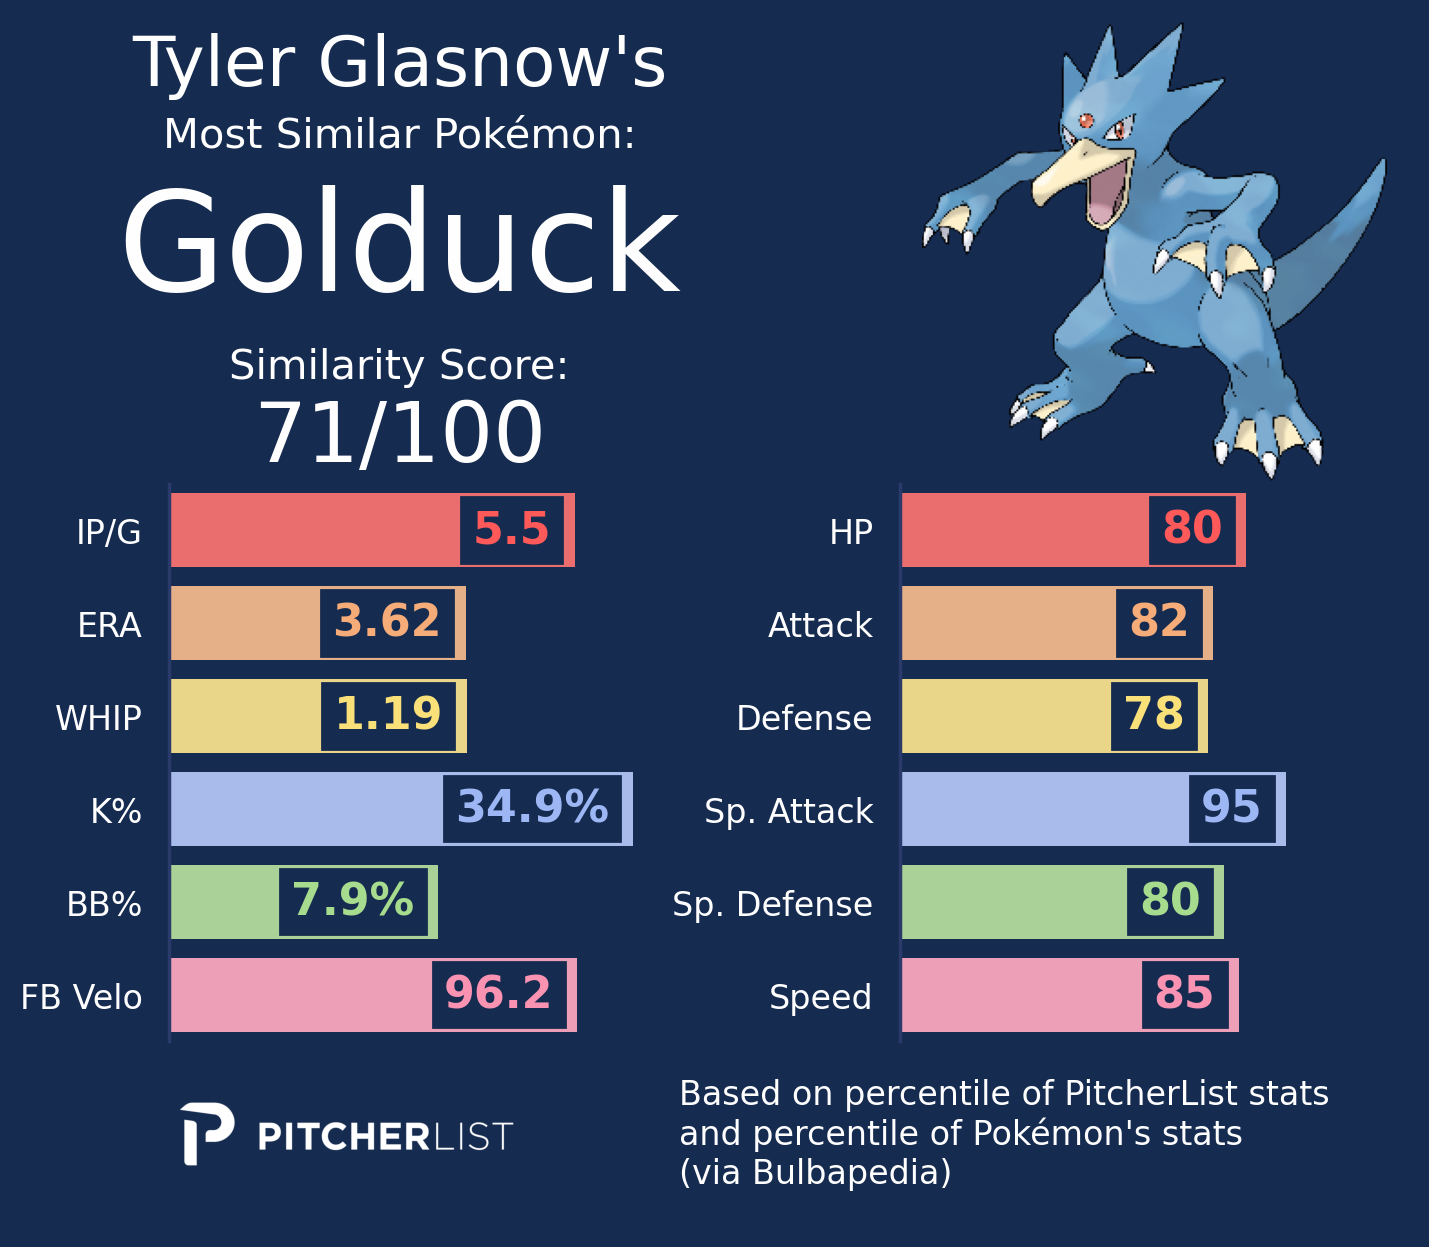 Tyler Glasnow's
Most Similar Pokémon:
Golduck
Similarity Score:
71/100
IP/G 5.5
ERA 3.62
WHIP 1.19
K% 34.9%
BB% 7.9%
FB Velo 96.2
HP 80
Attack 82
Defense 78
Sp. Attack 95
Sp. Defense 80
Speed 85
PITCHERLIST
Based on percentile of PitcherList stats
and percentile of Pokémon's stats
(via Bulbapedia)